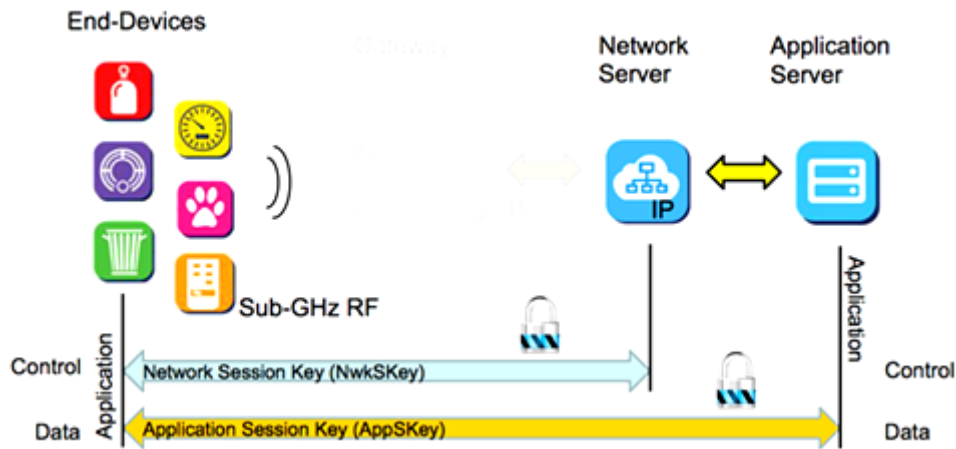 End-Devices
Gateway
Network
Server
Application
Server
IP
Sub-GHz RF
Application
Application
Control
Network Session Key (NwkSKey)
Control
Data
Application Session Key (AppSKey)
Data